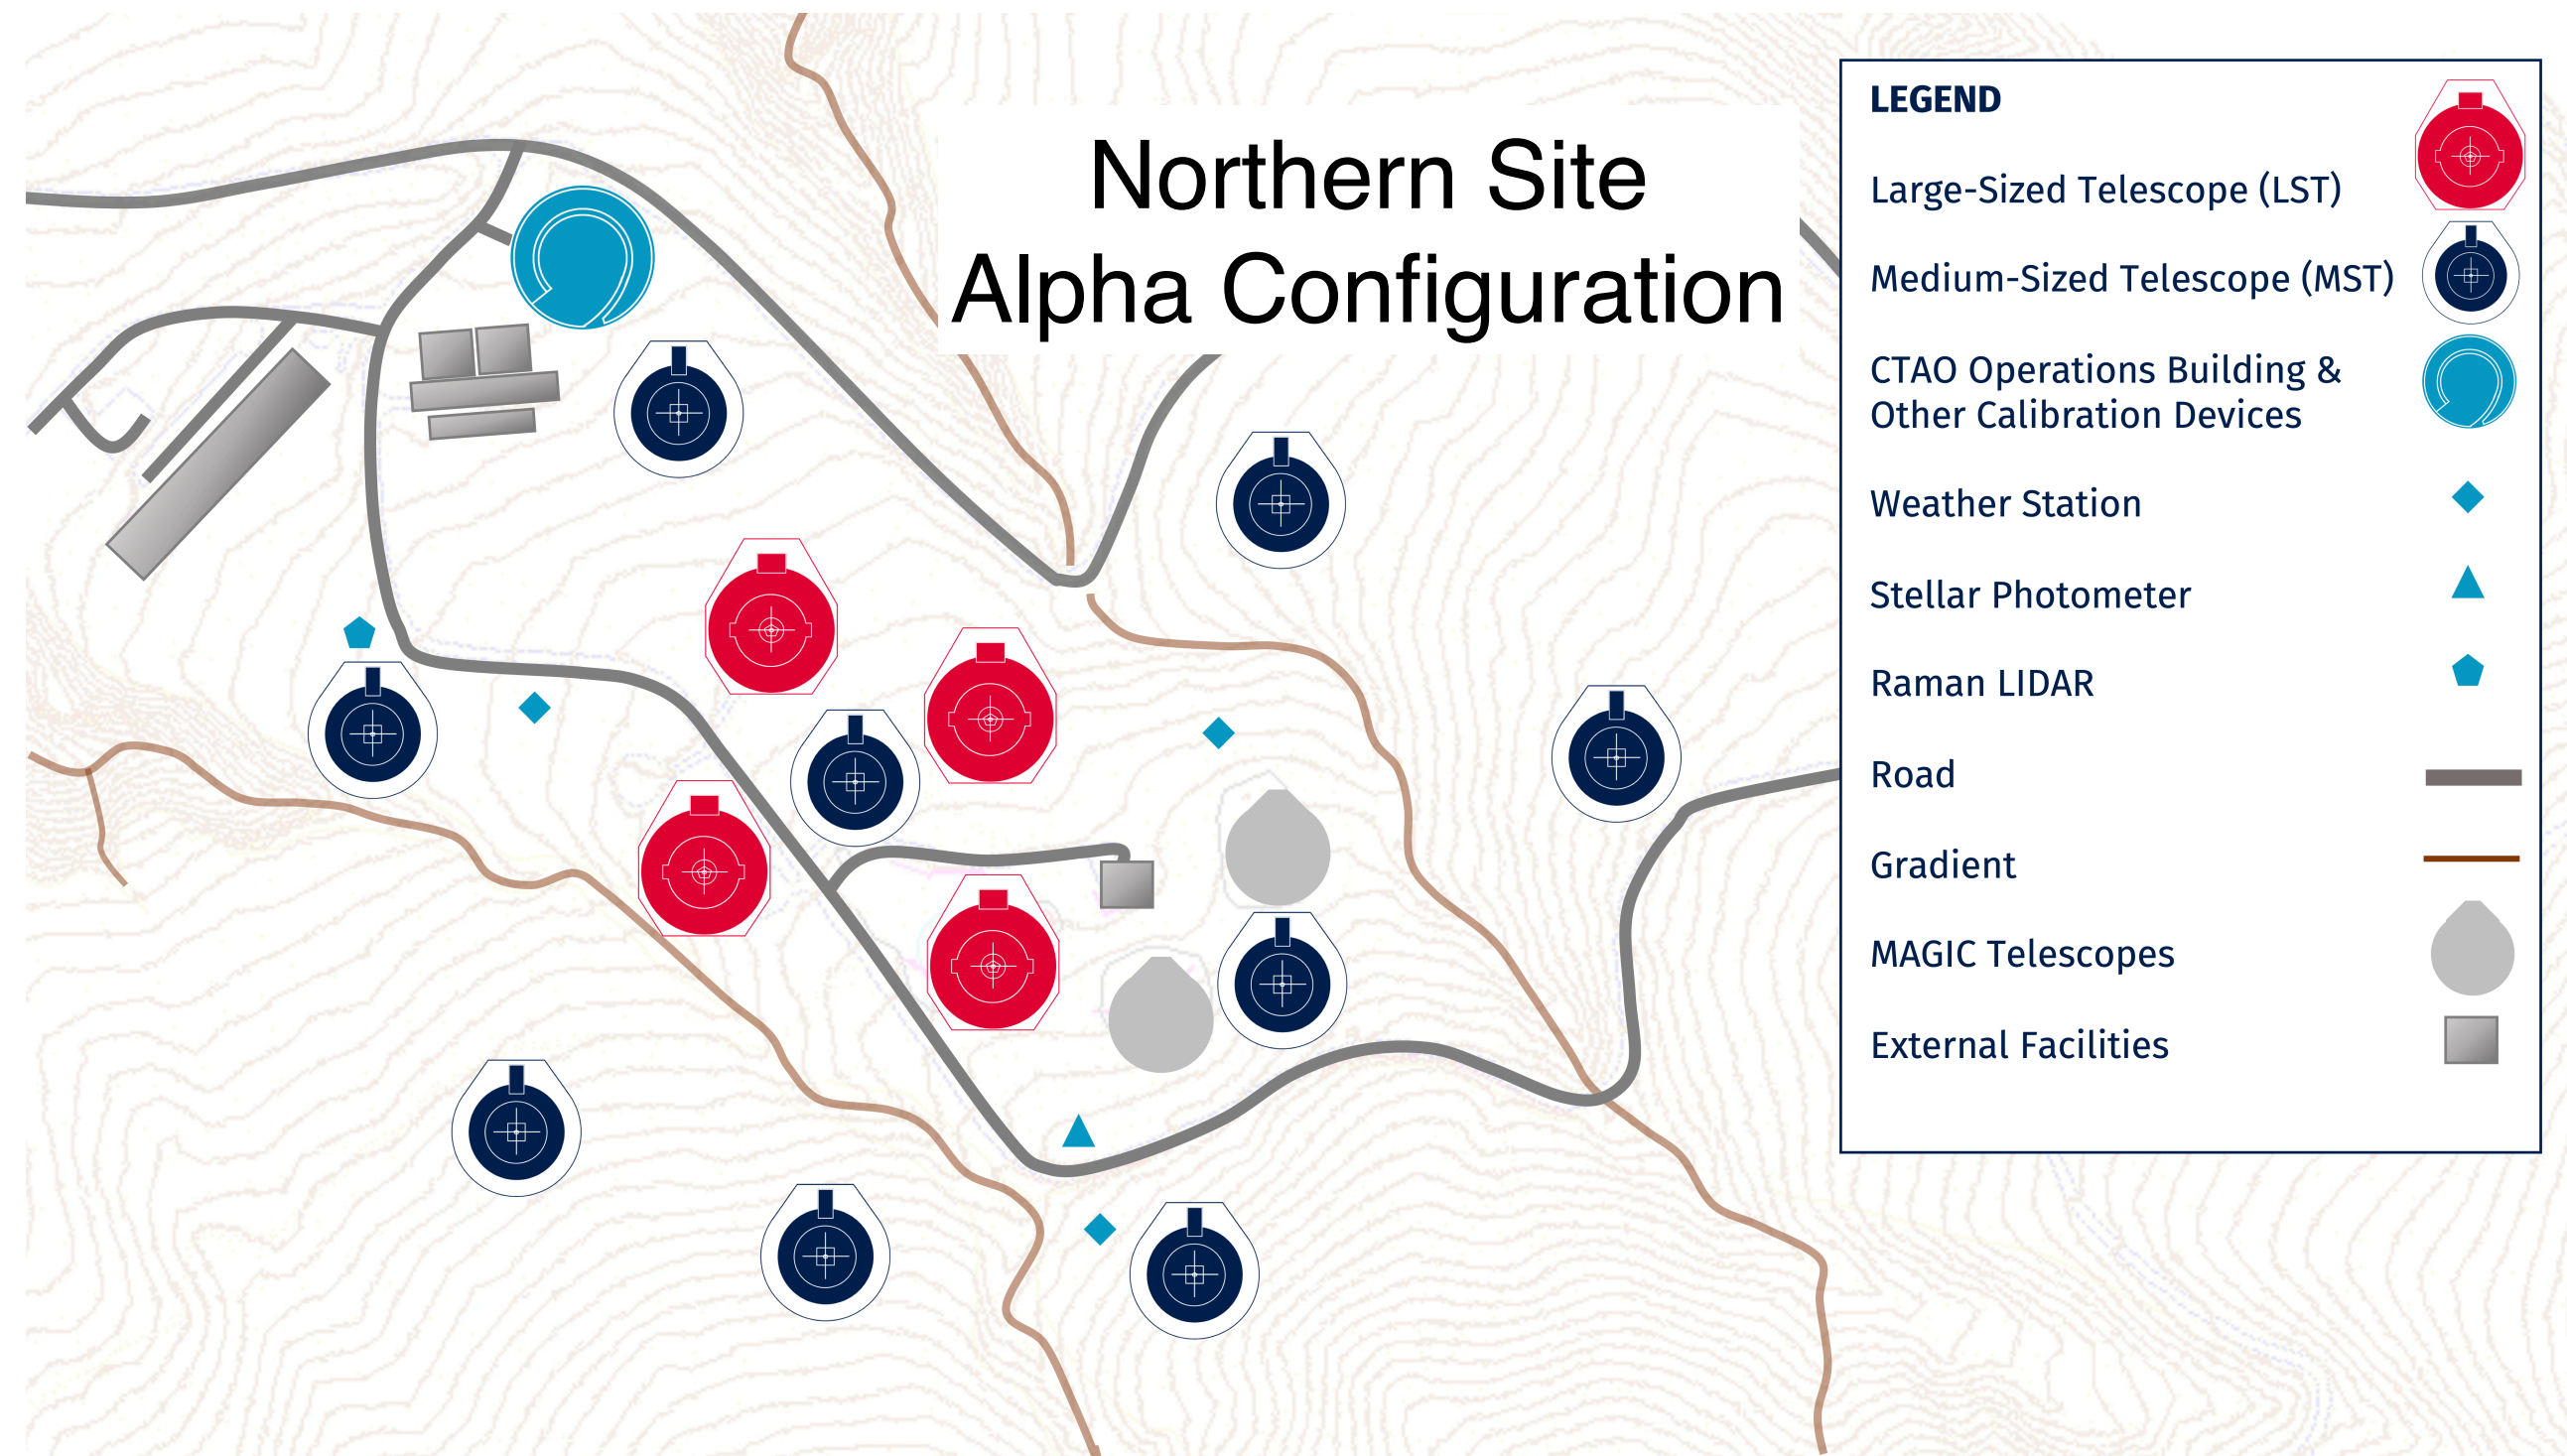 Northern Site
Alpha Configuration
LEGEND
Large-Sized Telescope (LST)
Medium-Sized Telescope (MST)
CTAO Operations Building &
Other Calibration Devices
Weather Station
Stellar Photometer
Raman LIDAR
Road
Gradient
MAGIC Telescopes
External Facilities